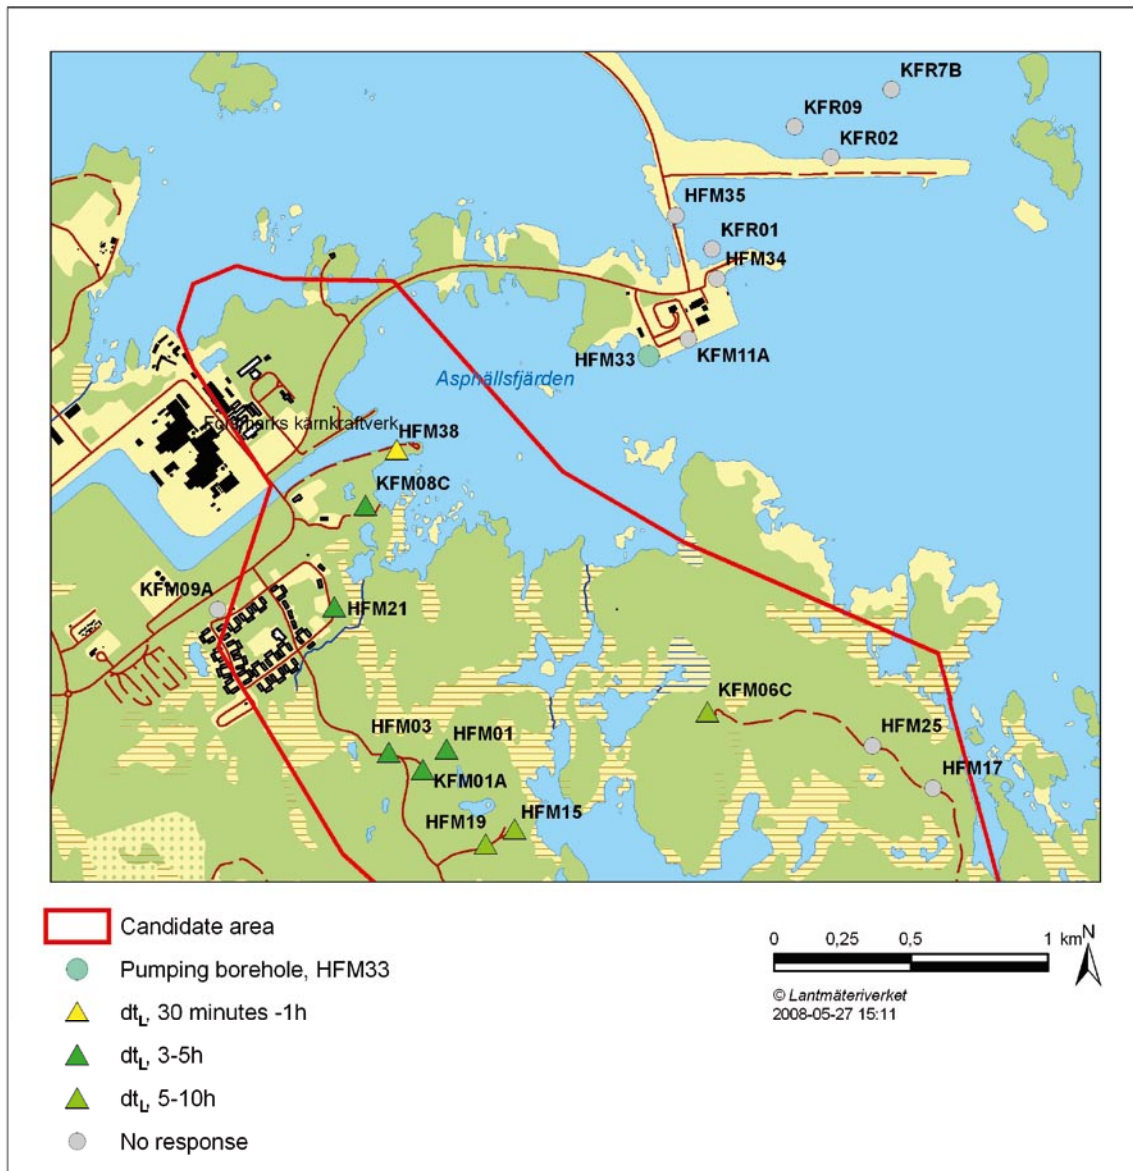 KFR7B
KFR09
KFR02
HFM35
KFR01
HFM34
HFM33
KFM11A
Asphällsfjärden
Forsmarks kärnkraftverk
HFM38
KFM08C
KFM09A
HFM21
KFM06C
HFM03
HFM01
HFM25
KFM01A
HFM17
HFM19
HFM15
Candidate area
Pumping borehole, HFM33
dtL, 30 minutes -1h
dtL, 3-5h
dtL, 5-10h
No response
0 0,25 0,5 1 km
N
© Lantmäteriverket
2008-05-27 15:11